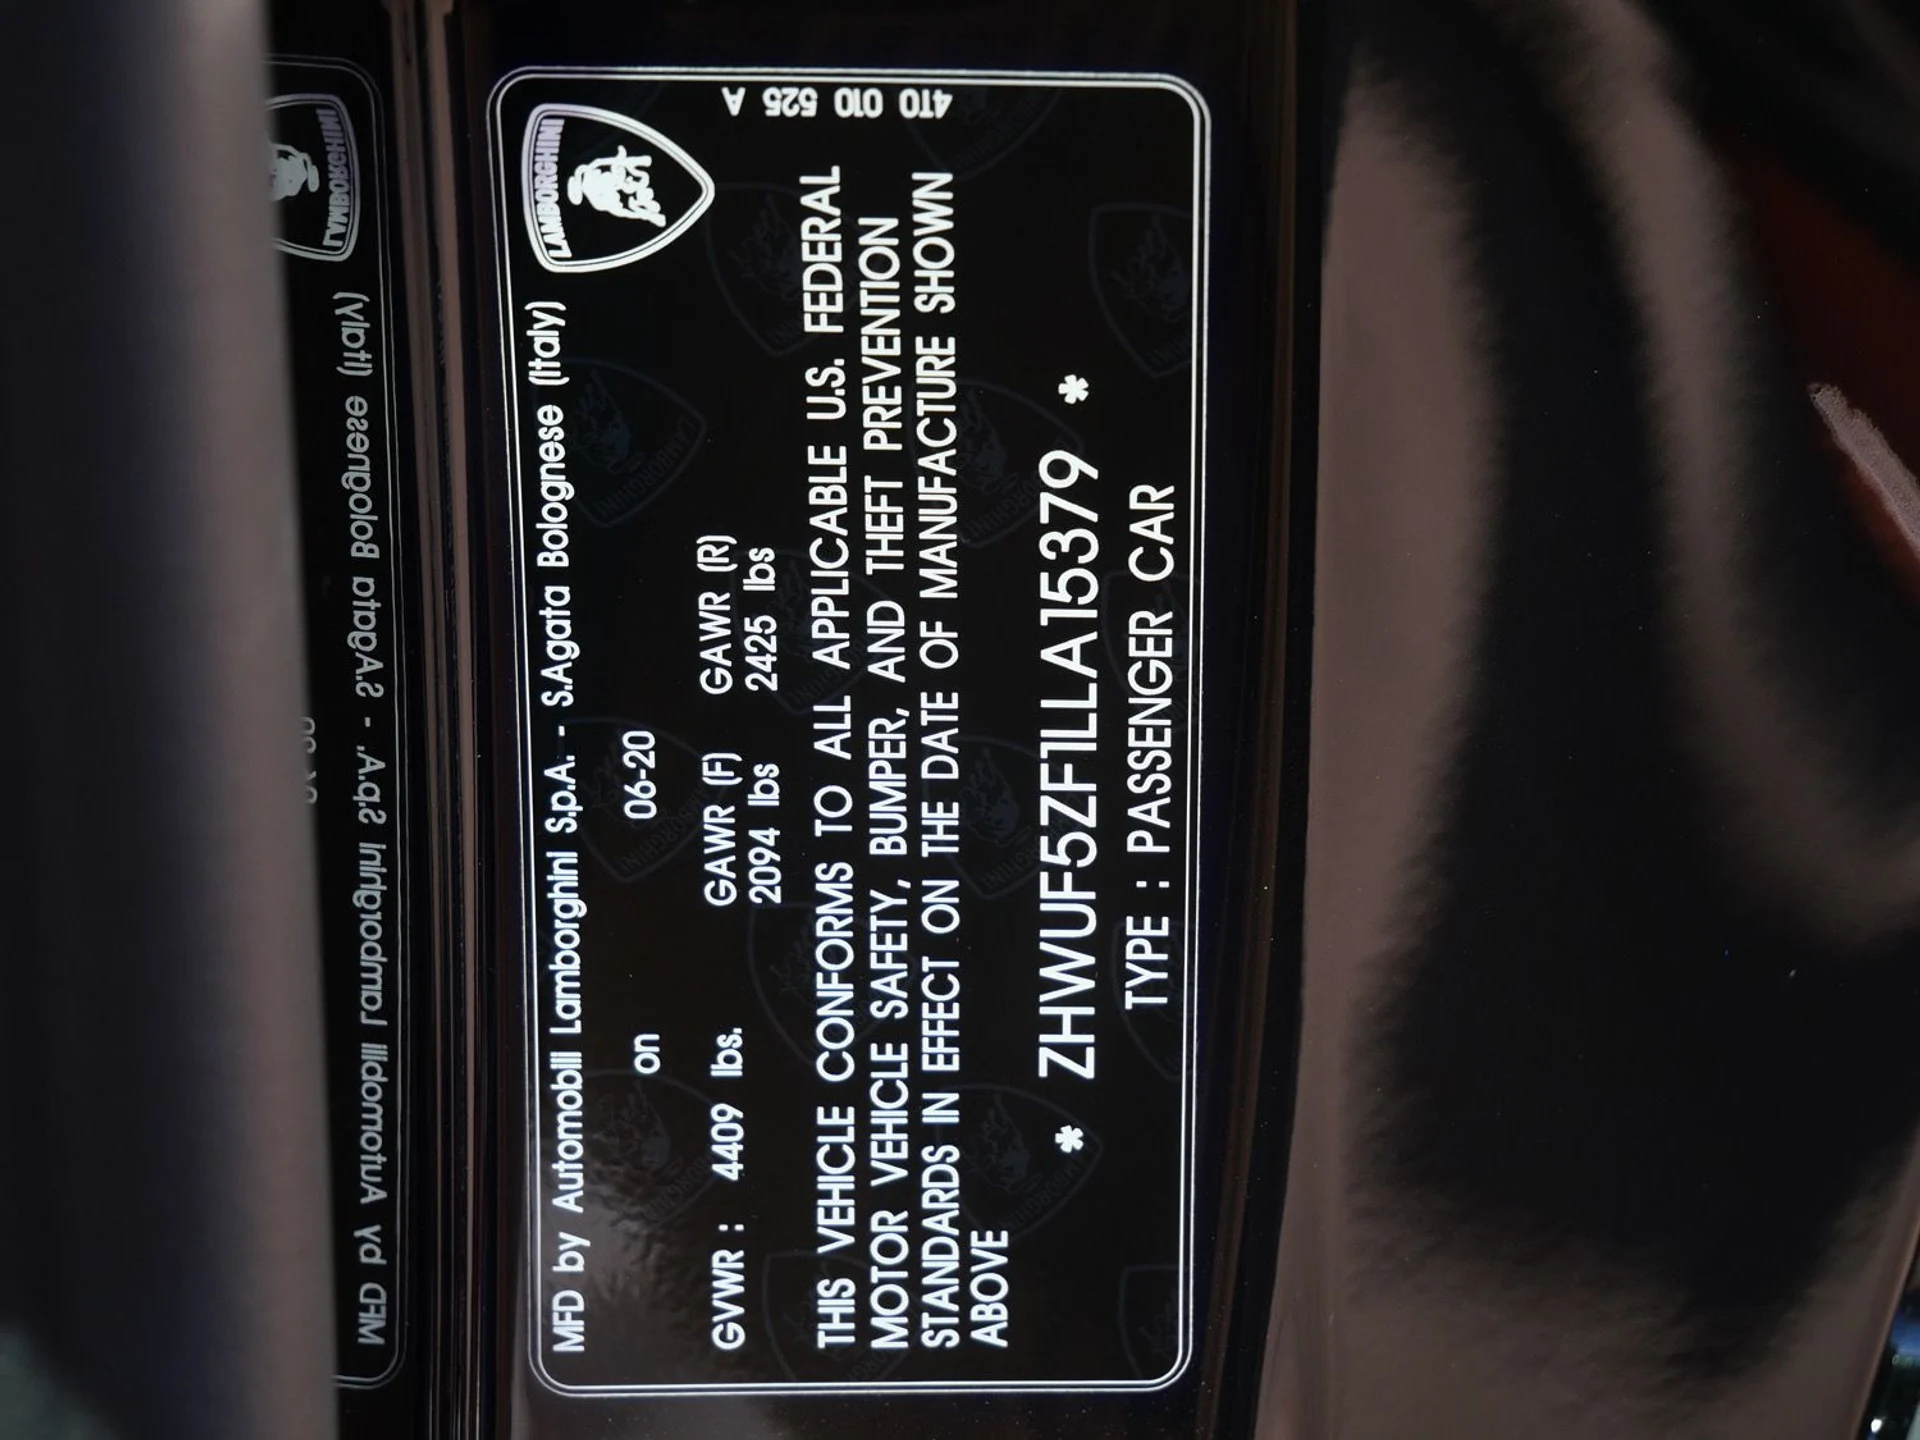 LAMBORGHINI
MFD by Automobili Lamborghini S.p.A. - S.Agata Bolognese (Italy)
on 06-20
GVWR : 4409 lbs. GAWR (F) GAWR (R)
2094 lbs 2425 lbs
THIS VEHICLE CONFORMS TO ALL APPLICABLE U.S. FEDERAL
MOTOR VEHICLE SAFETY, BUMPER, AND THEFT PREVENTION
STANDARDS IN EFFECT ON THE DATE OF MANUFACTURE SHOWN
ABOVE
* ZHWUF5ZF1LLA15379 *
TYPE : PASSENGER CAR
4T0 010 525 A
LAMBORGHINI
MFD by Automobili Lamborghini S.p.A. - S.Agata Bolognese (Italy)